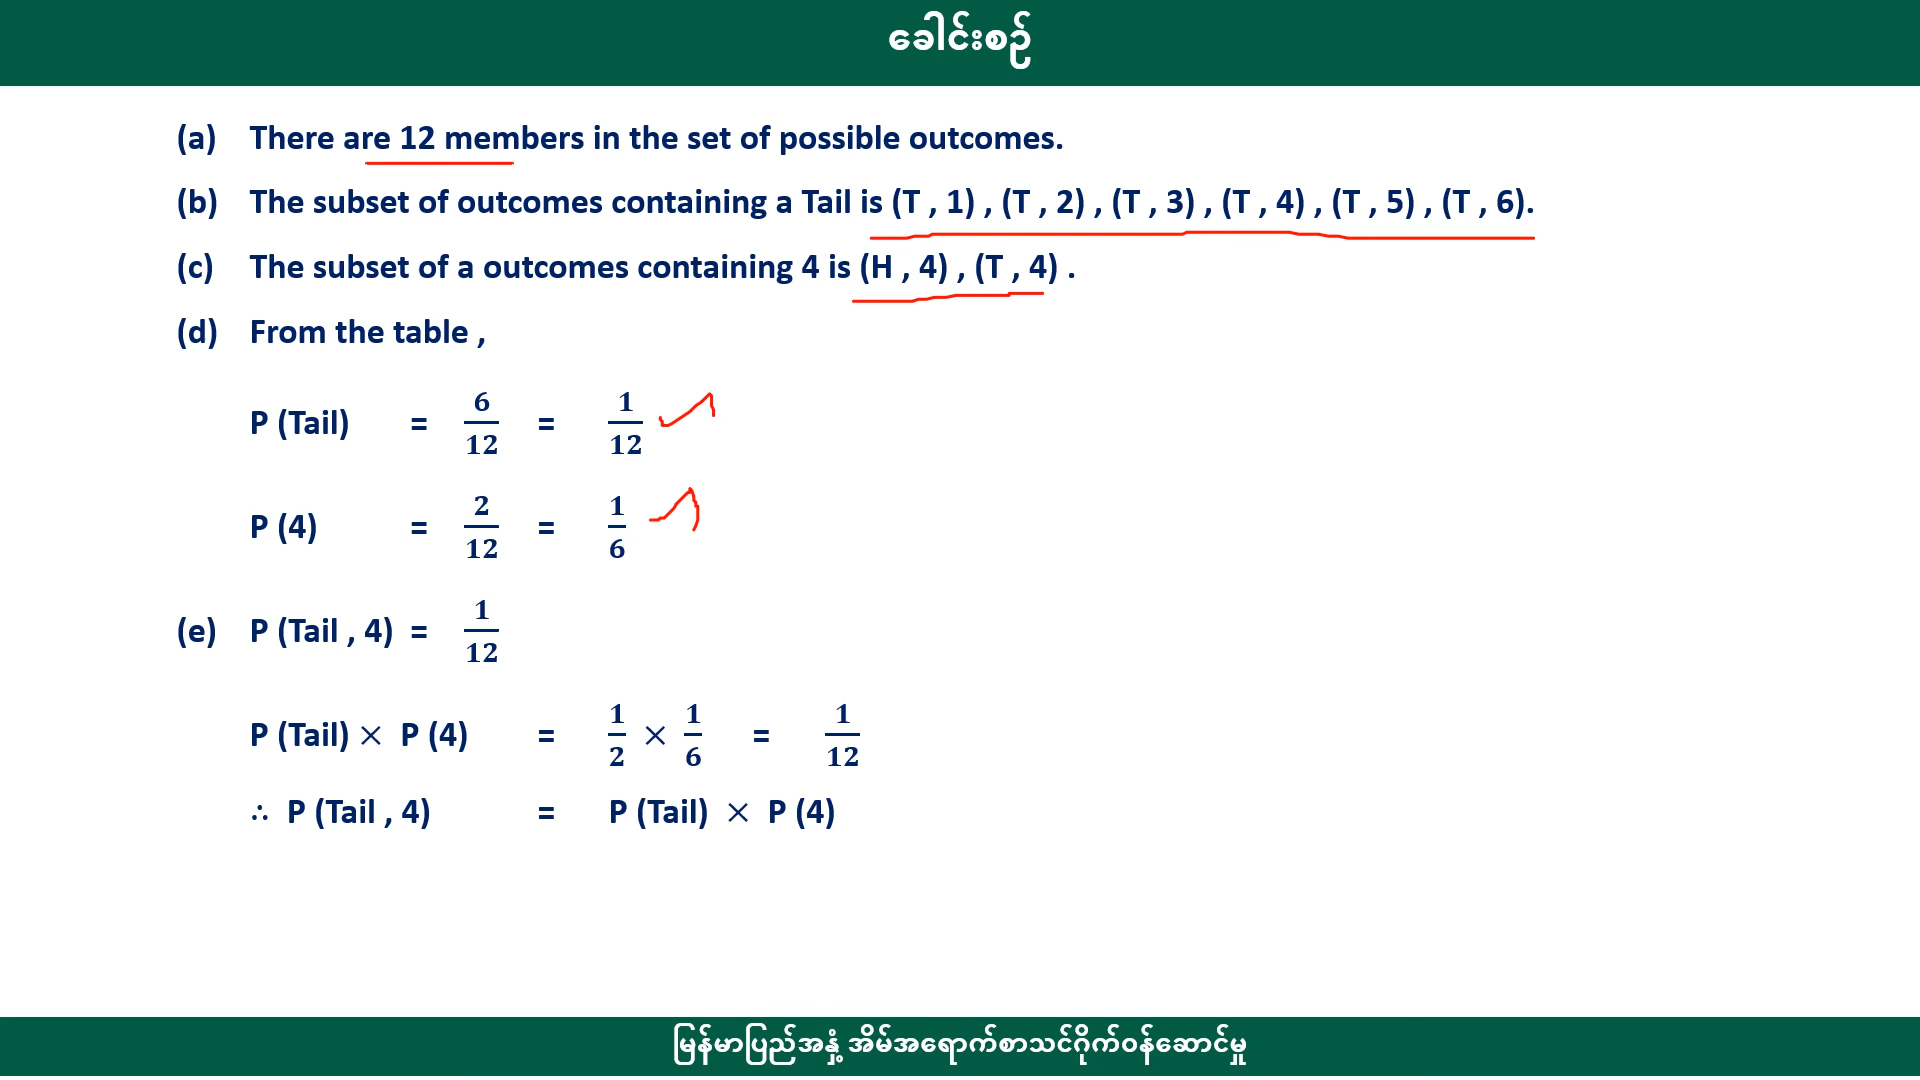 ခေါင်းစဉ်
(a) There are 12 members in the set of possible outcomes.
(b) The subset of outcomes containing a Tail is (T , 1) , (T , 2) , (T , 3) , (T , 4) , (T , 5) , (T , 6).
(c) The subset of a outcomes containing 4 is (H , 4) , (T , 4) .
(d) From the table ,
P (Tail) = 6/12 = 1/12
P (4) = 2/12 = 1/6
(e) P (Tail , 4) = 1/12
P (Tail) × P (4) = 1/2 × 1/6 = 1/12
∴ P (Tail , 4) = P (Tail) × P (4)
မြန်မာပြည်အနှံ့ အိမ်အရောက်စာသင်ဂိုက်ဝန်ဆောင်မှု